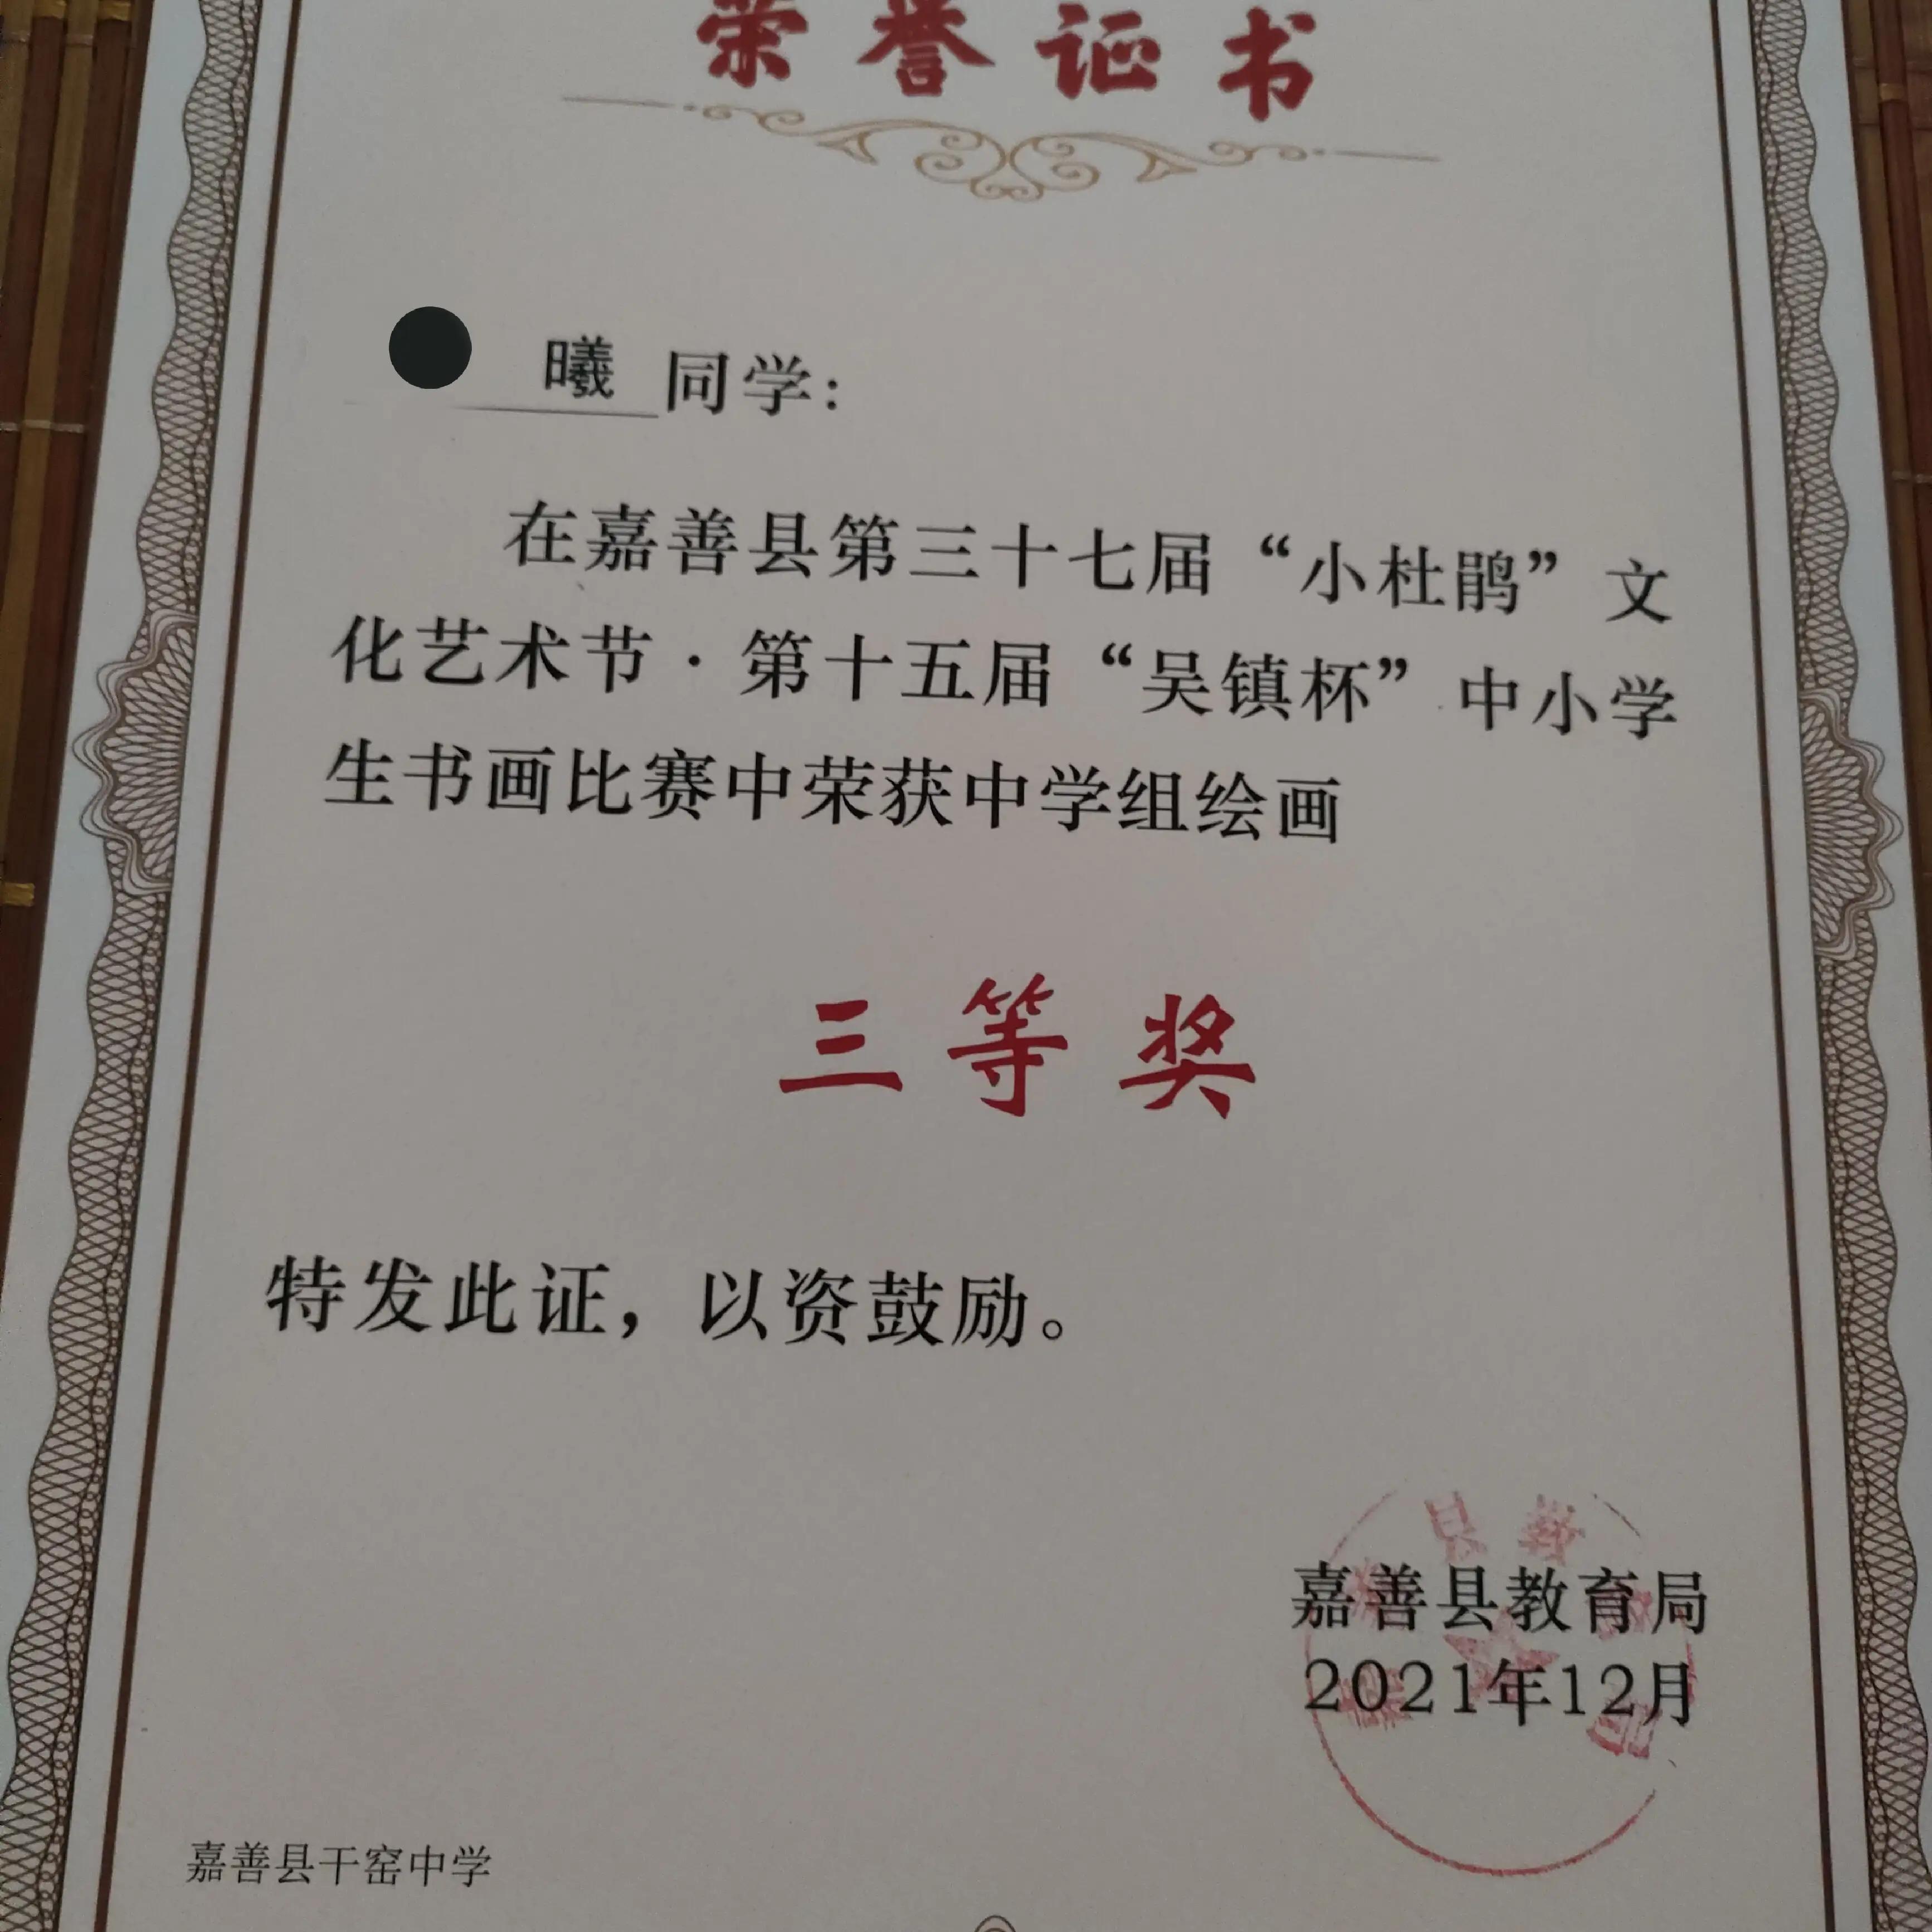 荣誉证书
曦 同学：
在嘉善县第三十七届“小杜鹃”文
化艺术节·第十五届“吴镇杯”中小学
生书画比赛中荣获中学组绘画
三等奖
特发此证，以资鼓励。
县教
嘉善县教育局
2021年12月
嘉善县干窑中学